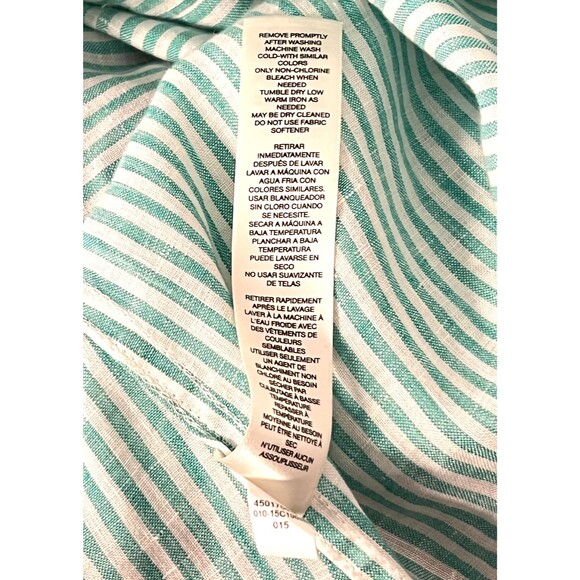 REMOVE PROMPTLY
AFTER WASHING
MACHINE WASH
COLD-WITH SIMILAR
COLORS
ONLY NON-CHLORINE
BLEACH WHEN
NEEDED
TUMBLE DRY LOW
WARM IRON AS
NEEDED
MAY BE DRY CLEANED
DO NOT USE FABRIC
SOFTENER
RETIRAR
INMEDIATAMENTE
DESPUÉS DE LAVAR
LAVAR A MÁQUINA CON
AGUA FRIA CON
COLORES SIMILARES.
USAR BLANQUEADOR
SIN CLORO CUANDO
SE NECESITE.
SECAR A MÁQUINA A
BAJA TEMPERATURA
PLANCHAR A BAJA
TEMPERATURA
PUEDE LAVARSE EN
SECO
NO USAR SUAVIZANTE
DE TELAS
RETIRER RAPIDEMENT
APRÈS LE LAVAGE
LAVER À LA MACHINE À
L'EAU FROIDE AVEC
DES VÊTEMENTS DE
COULEURS
SEMBLABLES
UTILISER SEULEMENT
UN AGENT DE
BLANCHIMENT NON
CHLORÉ AU BESOIN
SÉCHER PAR
CULBUTAGE À BASSE
TEMPÉRATURE
REPASSER À
TEMPÉRATURE
MOYENNE AU BESOIN
PEUT ÊTRE NETTOYÉ À
SEC
N'UTILISER AUCUN
ASSOUPLISSEUR
015